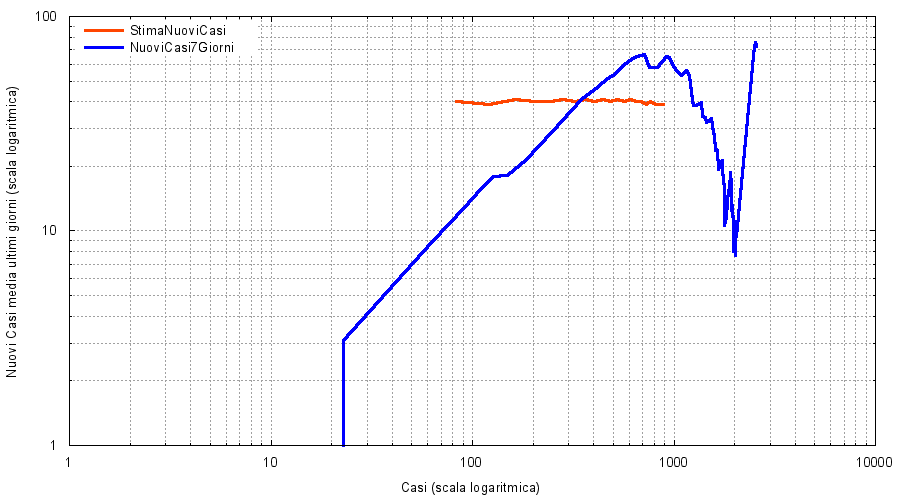 100
StimaNuoviCasi
NuoviCasi7Giorni
Nuovi Casi media ultimi giorni (scala logaritmica)
10
1
1 10 100 1000 10000
Casi (scala logaritmica)